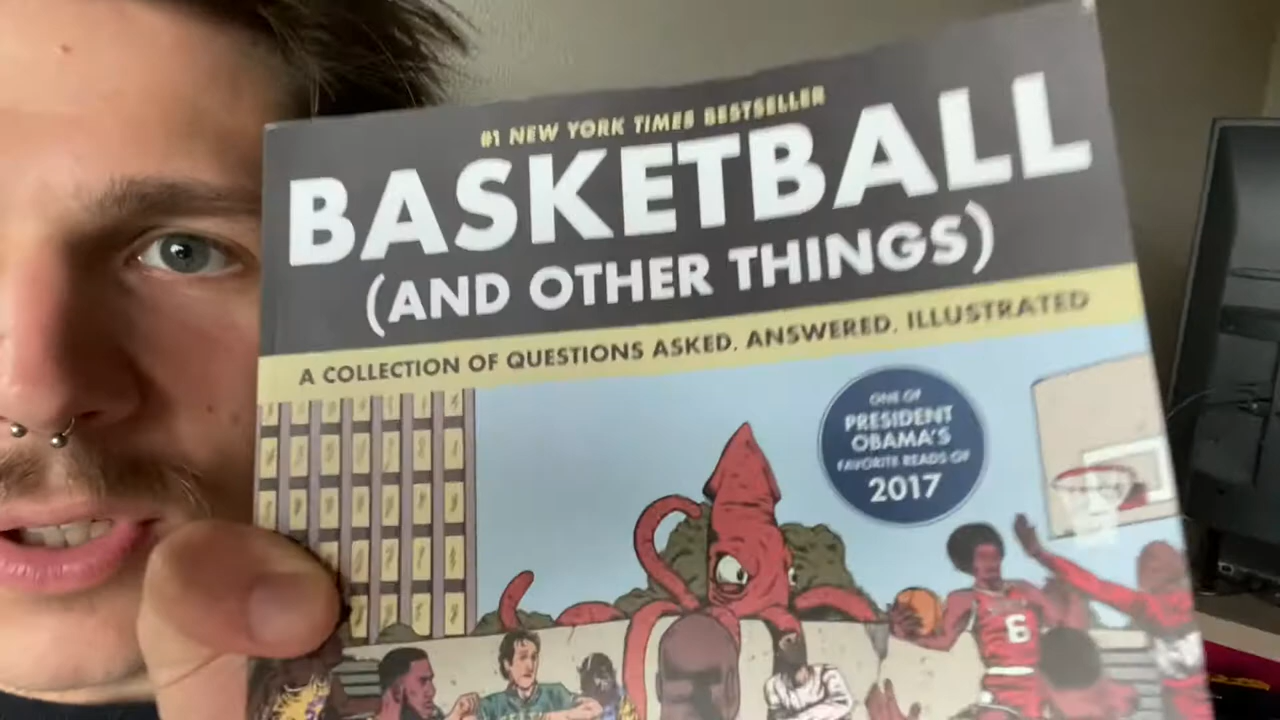 #1 NEW YORK TIMES BESTSELLER
BASKETBALL
(AND OTHER THINGS)
A COLLECTION OF QUESTIONS ASKED, ANSWERED, ILLUSTRATED
ONE OF
PRESIDENT
OBAMA'S
FAVORITE READS OF
2017
6